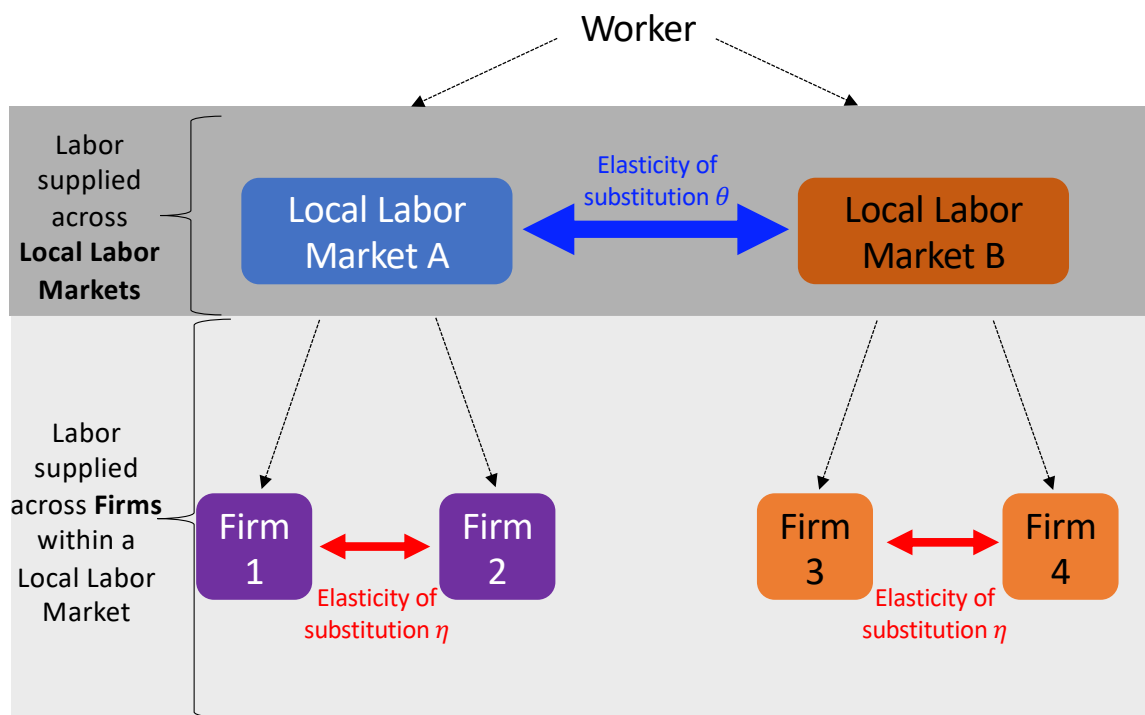 Worker
Labor
supplied
across
Local Labor
Markets
Local Labor
Market A
Elasticity of
substitution θ
Local Labor
Market B
Labor
supplied
across Firms
within a
Local Labor
Market
Firm
1
Elasticity of
substitution η
Firm
2
Firm
3
Elasticity of
substitution η
Firm
4